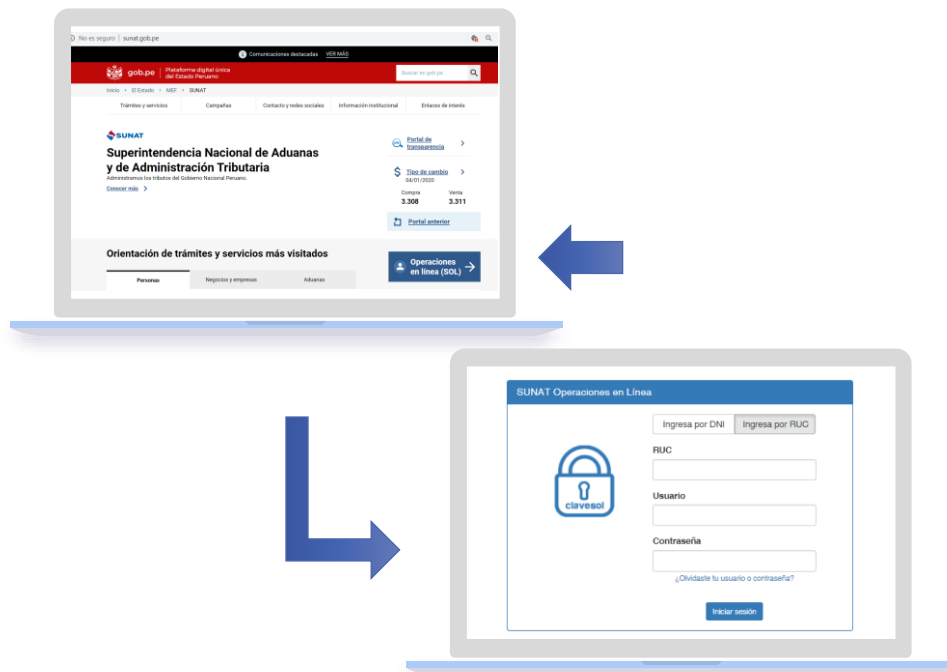 No es seguro | sunat.gob.pe
Comunicaciones destacadas VER MÁS
gob.pe | Plataforma digital única
del Estado Peruano
Buscar en gob.pe
Inicio › El Estado › MEF › SUNAT
Trámites y servicios Campañas Contacto y redes sociales Información institucional Enlaces de interés
SUNAT
Superintendencia Nacional de Aduanas
y de Administración Tributaria
Administramos los tributos del Gobierno Nacional Peruano.
Conocer más >
Portal de
transparencia >
$ Tipo de cambio >
04/01/2020
Compra Venta
3.308 3.311
Portal anterior
Orientación de trámites y servicios más visitados
Personas Negocios y empresas Aduanas
Operaciones
en línea (SOL)
SUNAT Operaciones en Línea
Ingresa por DNI Ingresa por RUC
clavesol
RUC
Usuario
Contraseña
¿Olvidaste tu usuario o contraseña?
Iniciar sesión